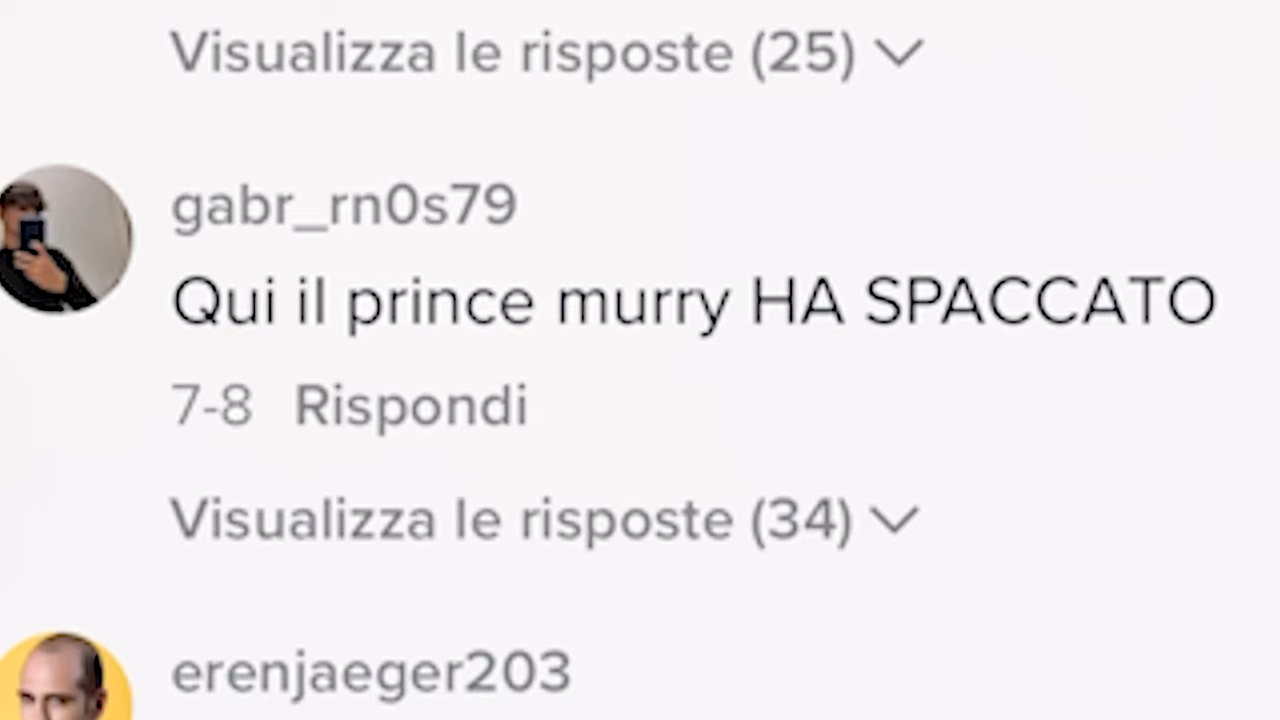 Visualizza le risposte (25)
gabr_rn0s79
Qui il prince murry HA SPACCATO
7-8 Rispondi
Visualizza le risposte (34)
erenjaeger203